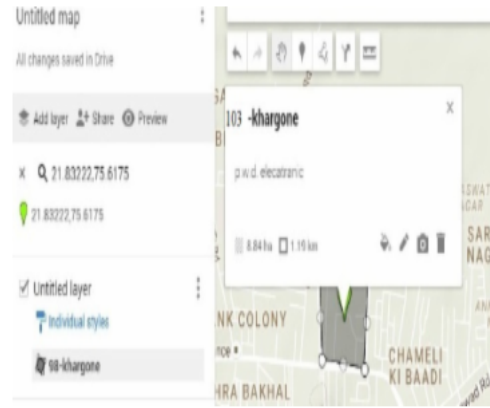 Untitled map
All changes saved in Drive
Add layer Share Preview
x 21.83222,75.6175
21.83222,75.6175
Untitled layer
Individual styles
98-khargone
103 -khargone
X
p.w.d. elecatranic
8.84 ha 1.19 km
SAR
NAG
NK COLONY
CHAMELI
KI BAADI
HRA BAKHAL